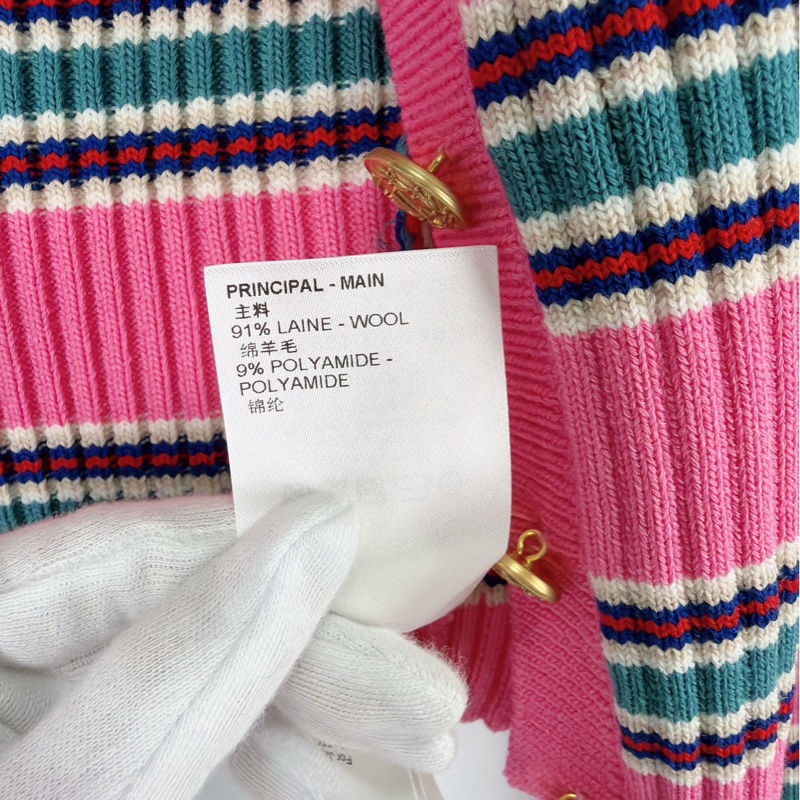 PRINCIPAL - MAIN
主料
91% LAINE - WOOL
绵羊毛
9% POLYAMIDE -
POLYAMIDE
锦纶